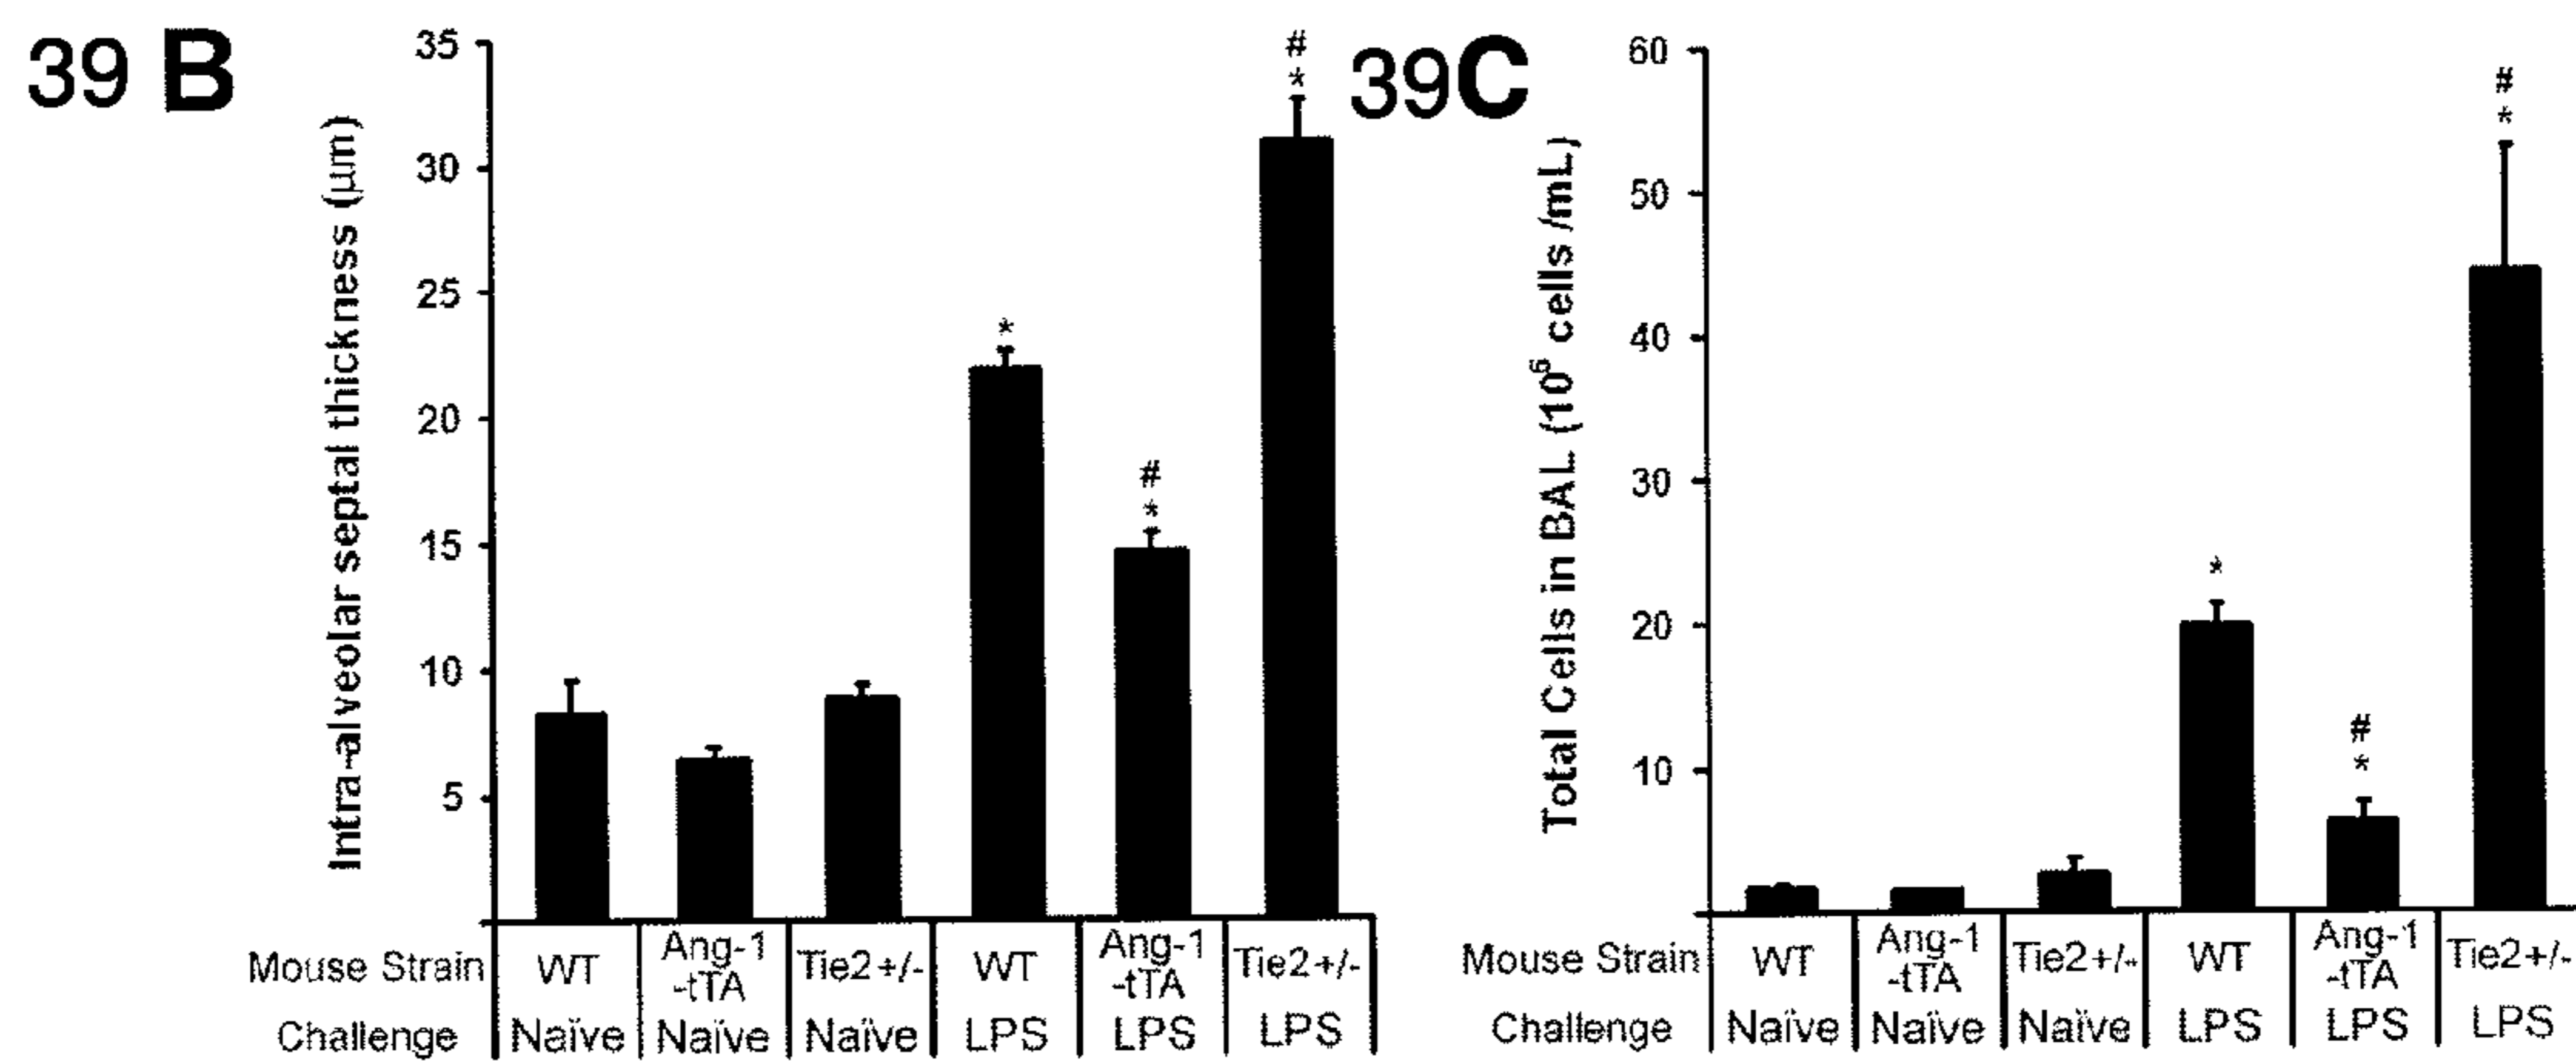 39 B
Intra-alveolar septal thickness (µm)
35
30
25
20
15
10
5
*
#
*
#
*
Mouse Strain WT Ang-1 -tTA Tie2+/- WT Ang-1 -tTA Tie2+/-
Challenge Naïve Naïve Naïve LPS LPS LPS
39C
Total Cells in BAL (10⁶ cells /mL)
60
50
40
30
20
10
*
#
*
#
*
Mouse Strain WT Ang-1 -tTA Tie2+/- WT Ang-1 -tTA Tie2+/-
Challenge Naïve Naïve Naïve LPS LPS LPS